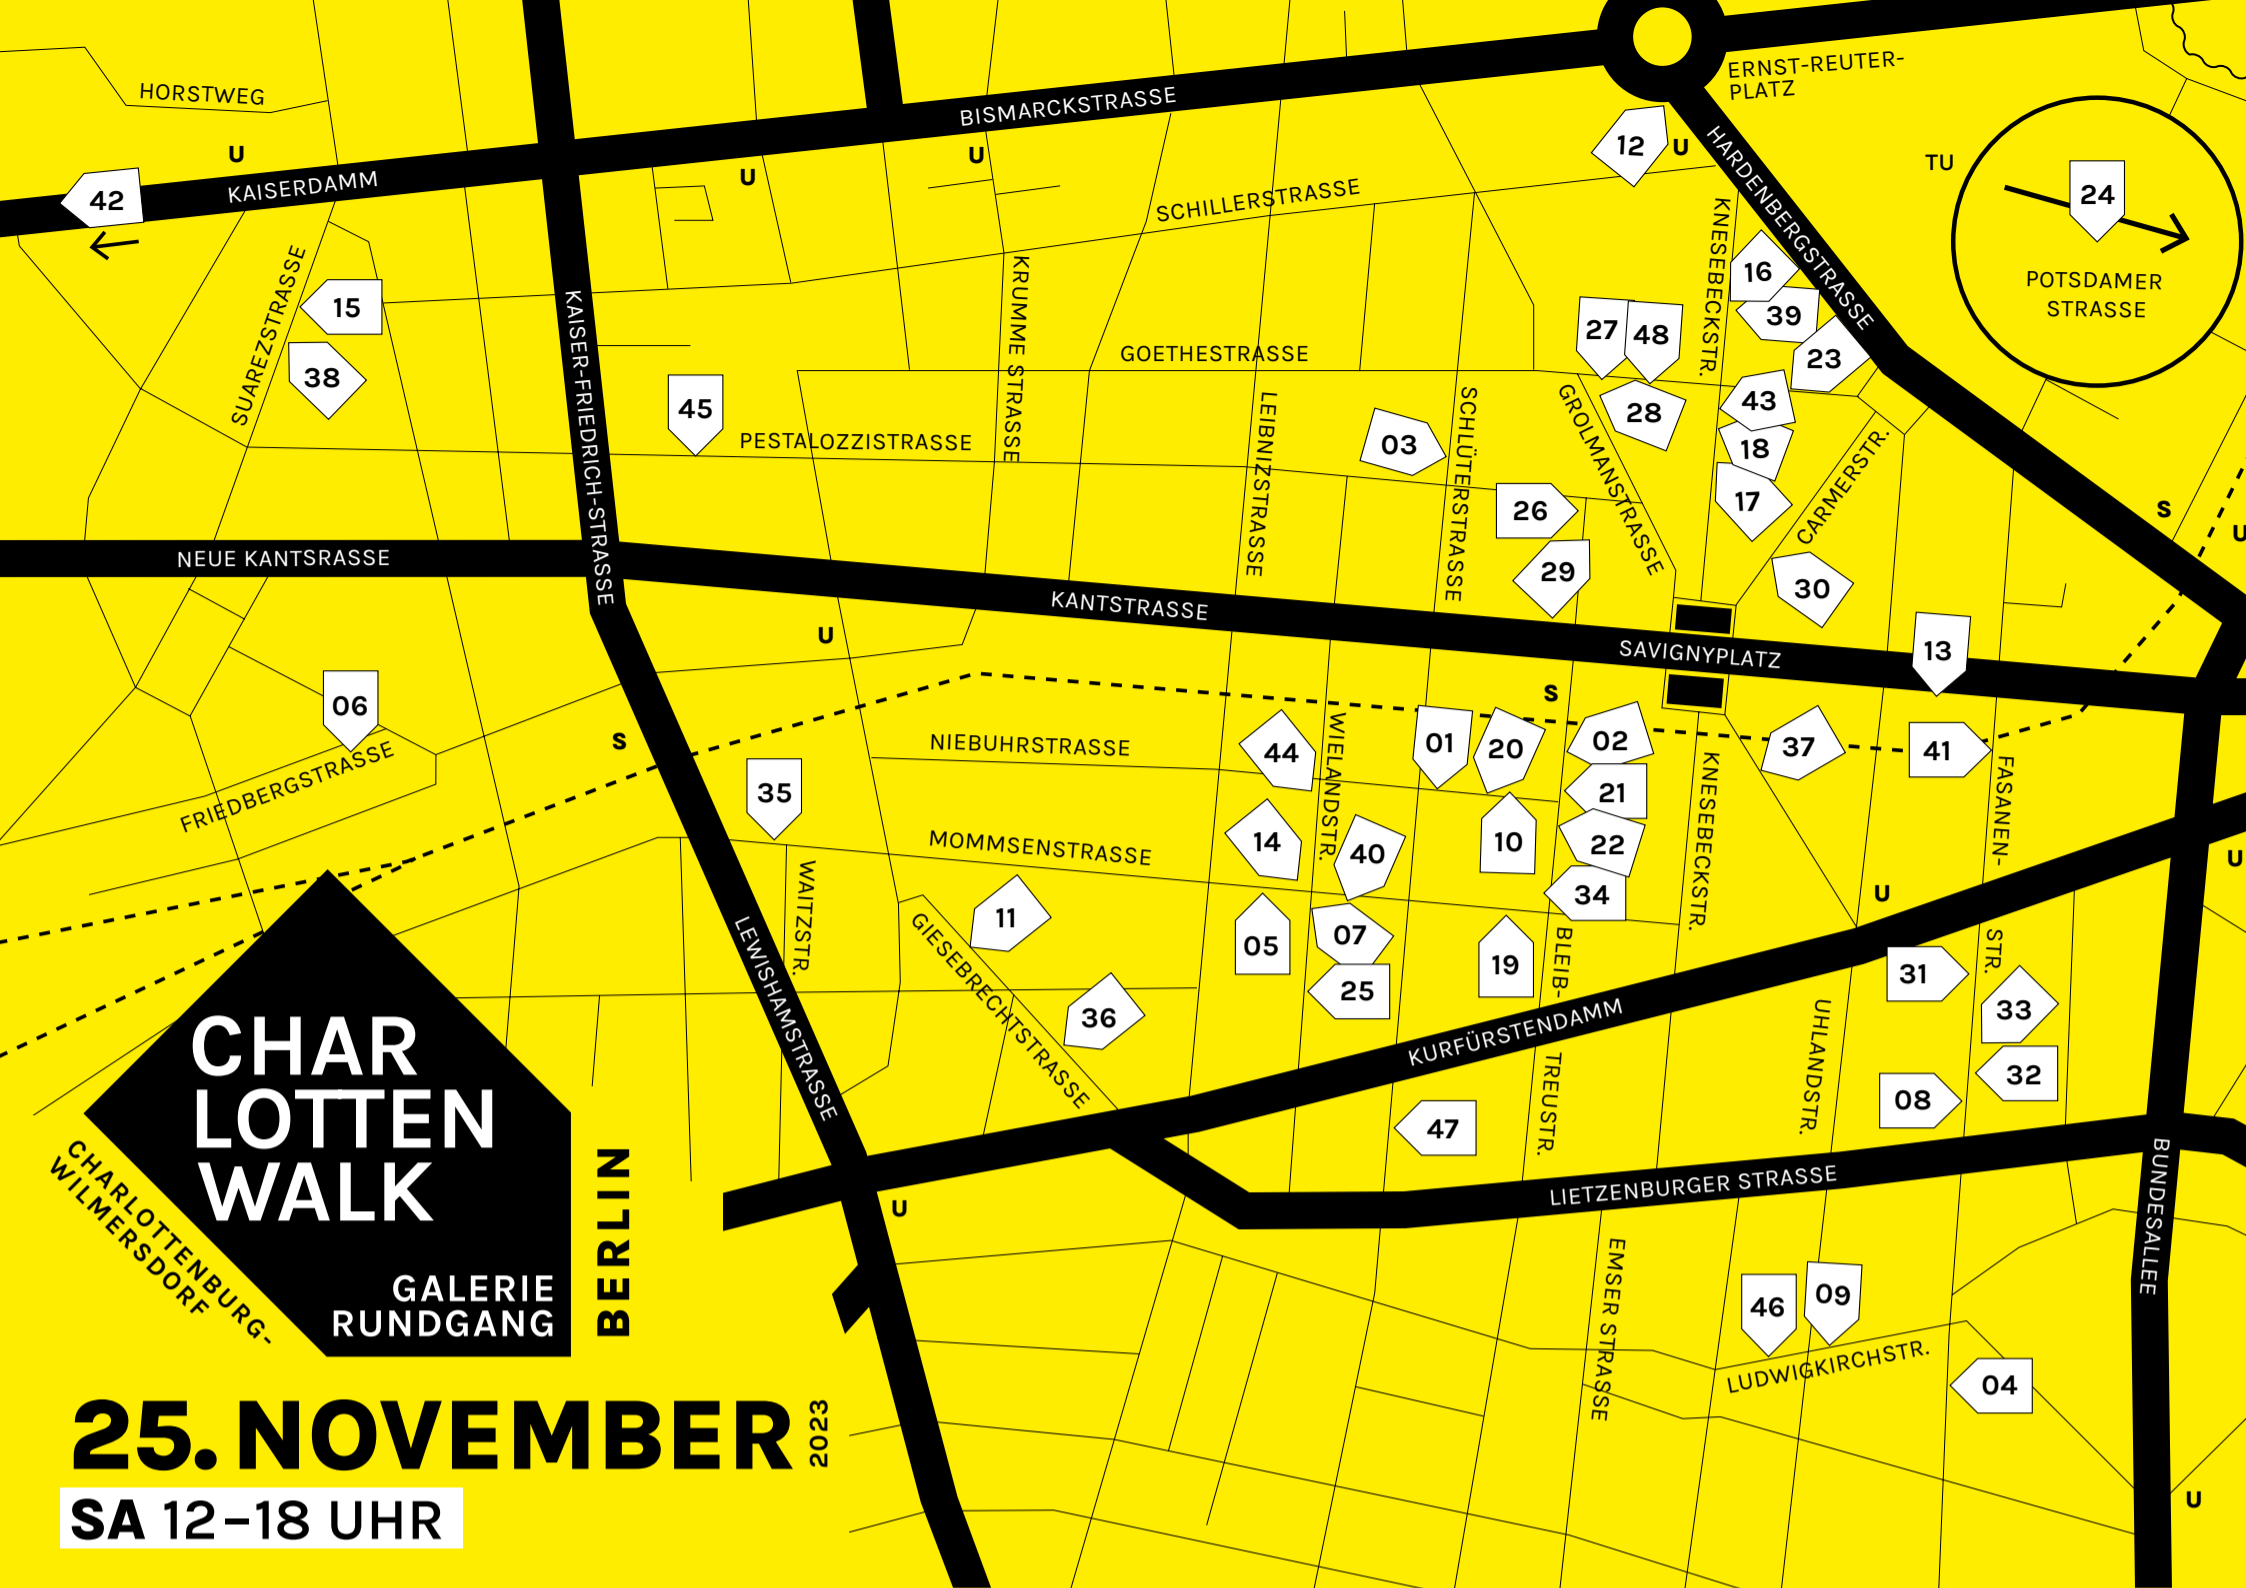 HORSTWEG
U
42
KAISERDAMM
U
BISMARCKSTRASSE
U
ERNST-REUTER-
PLATZ
12
U
HARDENBERGSTRASSE
TU
24
POTSDAMER
STRASSE
SCHILLERSTRASSE
KNESEBECKSTR.
16
39
23
SUAREZSTRASSE
15
38
KAISER-FRIEDRICH-STRASSE
KRUMME STRASSE
27
48
GOETHESTRASSE
28
43
18
17
45
PESTALOZZISTRASSE
LEIBNIZSTRASSE
03
SCHLÜTERSTRASSE
GROLMANSTRASSE
CARMERSTR.
26
29
30
S
U
NEUE KANTSRASSE
KANTSTRASSE
SAVIGNYPLATZ
13
U
06
FRIEDBERGSTRASSE
S
S
NIEBUHRSTRASSE
44
WIELANDSTR.
01
20
02
KNESEBECKSTR.
37
41
FASANEN-
STR.
35
21
MOMMSENSTRASSE
14
40
10
22
34
U
U
WAITZSTR.
LEWISHAMSTRASSE
11
GIESEBRECHTSTRASSE
36
05
07
25
19
BLEIB-
TREUSTR.
31
33
32
08
UHLANDSTR.
KURFÜRSTENDAMM
47
LIETZENBURGER STRASSE
BUNDESALLEE
U
EMSER STRASSE
46
09
LUDWIGKIRCHSTR.
04
U
CHAR
LOTTEN
WALK
GALERIE
RUNDGANG
CHARLOTTENBURG-
WILMERSDORF
BERLIN
25. NOVEMBER
2023
SA 12–18 UHR